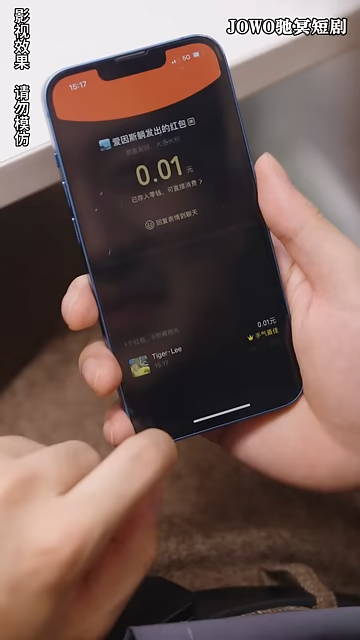 影视效果 请勿模仿
JOWO驰冥短剧
15:17
5G
爱因斯躺发出的红包
0.01元
已存入零钱，可直接消费 >
回复表情到聊天
0.01元
Tiger-Lee
手气最佳
15:17